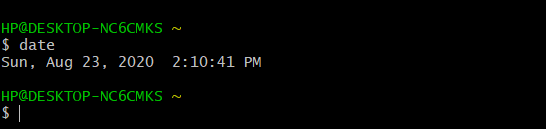 HP@DESKTOP-NC6CMKS ~
$ date
Sun, Aug 23, 2020  2:10:41 PM
HP@DESKTOP-NC6CMKS ~
$